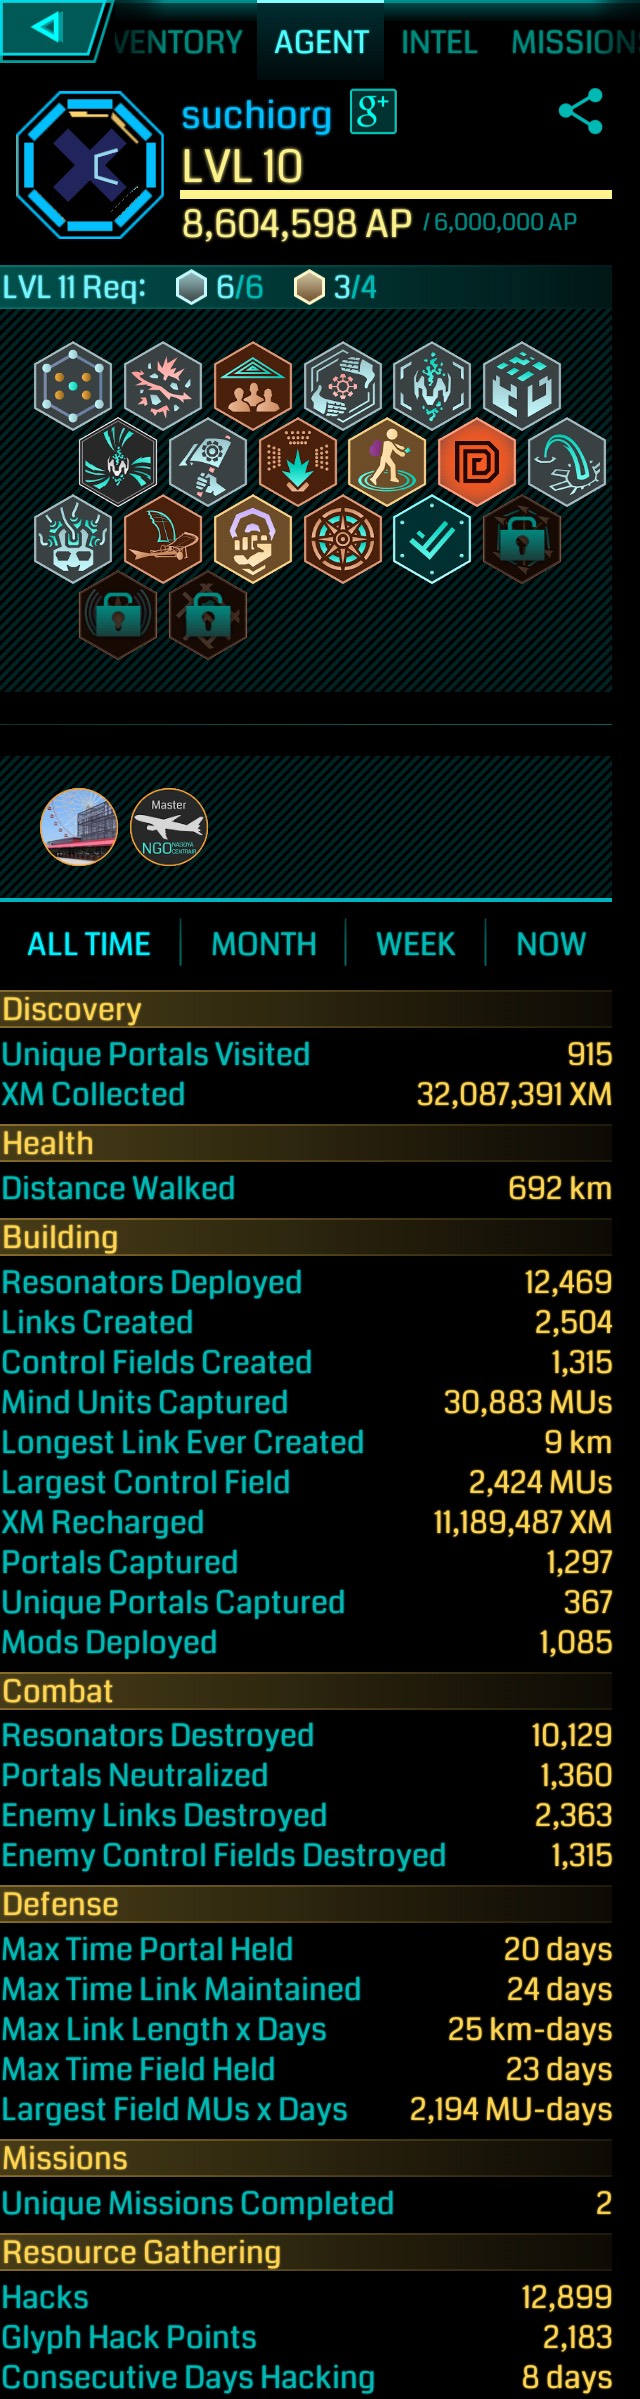 VENTORY AGENT INTEL MISSION
suchiorg g+
LVL 10
8,604,598 AP / 6,000,000 AP
LVL 11 Req: 6/6 3/4
Master
NGO NAGOYA CENTRAIR
ALL TIME MONTH WEEK NOW
Discovery
Unique Portals Visited 915
XM Collected 32,087,391 XM
Health
Distance Walked 692 km
Building
Resonators Deployed 12,469
Links Created 2,504
Control Fields Created 1,315
Mind Units Captured 30,883 MUs
Longest Link Ever Created 9 km
Largest Control Field 2,424 MUs
XM Recharged 11,189,487 XM
Portals Captured 1,297
Unique Portals Captured 367
Mods Deployed 1,085
Combat
Resonators Destroyed 10,129
Portals Neutralized 1,360
Enemy Links Destroyed 2,363
Enemy Control Fields Destroyed 1,315
Defense
Max Time Portal Held 20 days
Max Time Link Maintained 24 days
Max Link Length x Days 25 km-days
Max Time Field Held 23 days
Largest Field MUs x Days 2,194 MU-days
Missions
Unique Missions Completed 2
Resource Gathering
Hacks 12,899
Glyph Hack Points 2,183
Consecutive Days Hacking 8 days